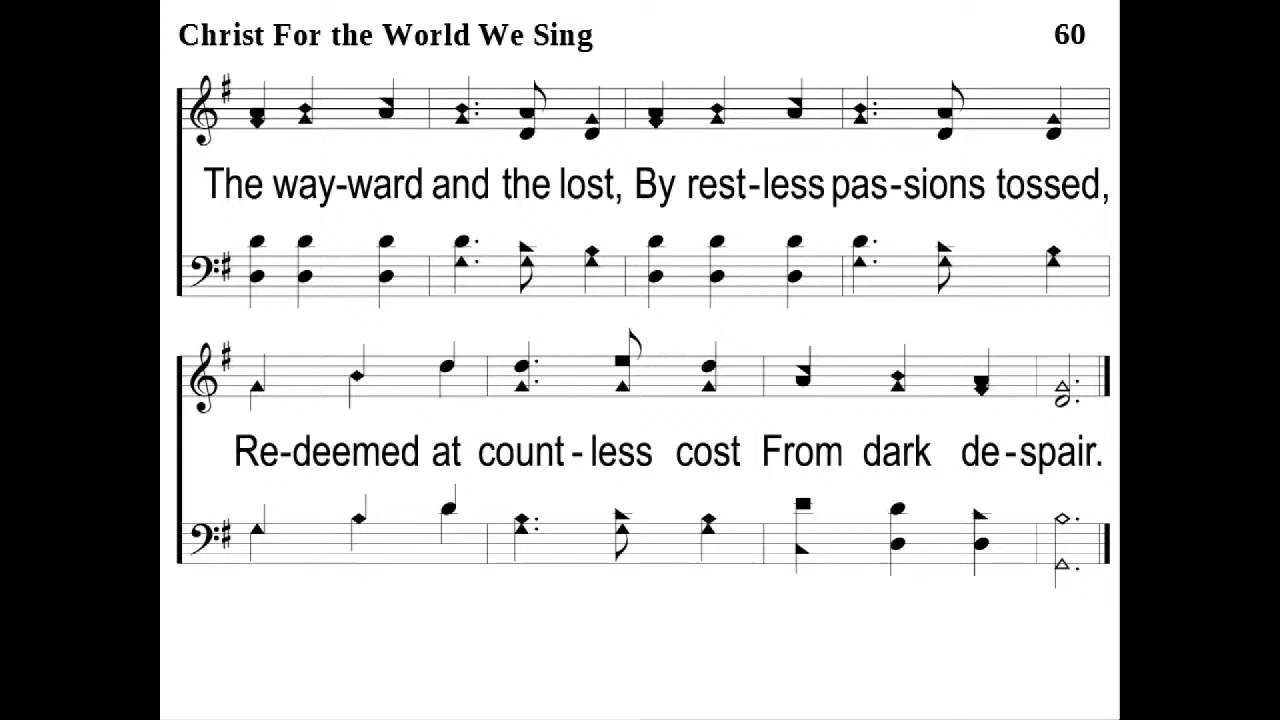 Christ For the World We Sing 60
The way-ward and the lost, By rest-less pas-sions tossed,
Re-deemed at count-less cost From dark de-spair.